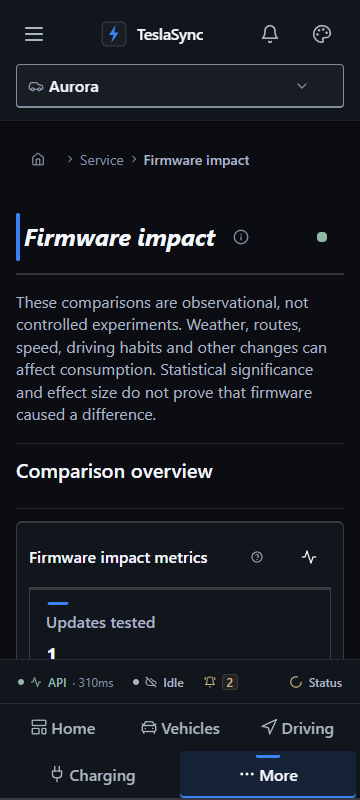 TeslaSync
Aurora
Service
Firmware impact
Firmware impact
These comparisons are observational, not
controlled experiments. Weather, routes,
speed, driving habits and other changes can
affect consumption. Statistical significance
and effect size do not prove that firmware
caused a difference.
Comparison overview
Firmware impact metrics
Updates tested
1
API · 310ms
Idle
2
Status
Home
Vehicles
Driving
Charging
More